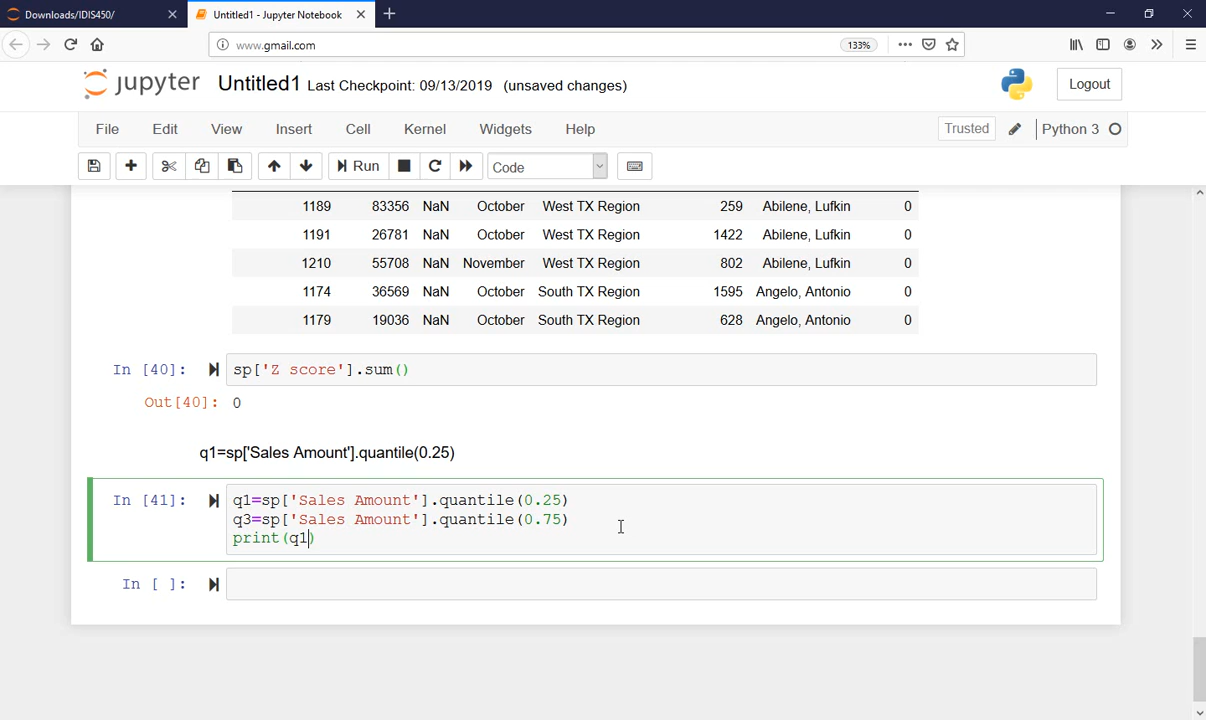 Downloads/IDIS450/
Untitled1 - Jupyter Notebook
www.gmail.com
133%
jupyter Untitled1 Last Checkpoint: 09/13/2019 (unsaved changes)
Logout
File Edit View Insert Cell Kernel Widgets Help
Trusted
Python 3
Run
Code
1189 83356 NaN October West TX Region 259 Abilene, Lufkin 0
1191 26781 NaN October West TX Region 1422 Abilene, Lufkin 0
1210 55708 NaN November West TX Region 802 Abilene, Lufkin 0
1174 36569 NaN October South TX Region 1595 Angelo, Antonio 0
1179 19036 NaN October South TX Region 628 Angelo, Antonio 0
In [40]: sp['Z score'].sum()
Out[40]: 0
q1=sp['Sales Amount'].quantile(0.25)
In [41]: q1=sp['Sales Amount'].quantile(0.25)
q3=sp['Sales Amount'].quantile(0.75)
print(q1)
In [ ]: